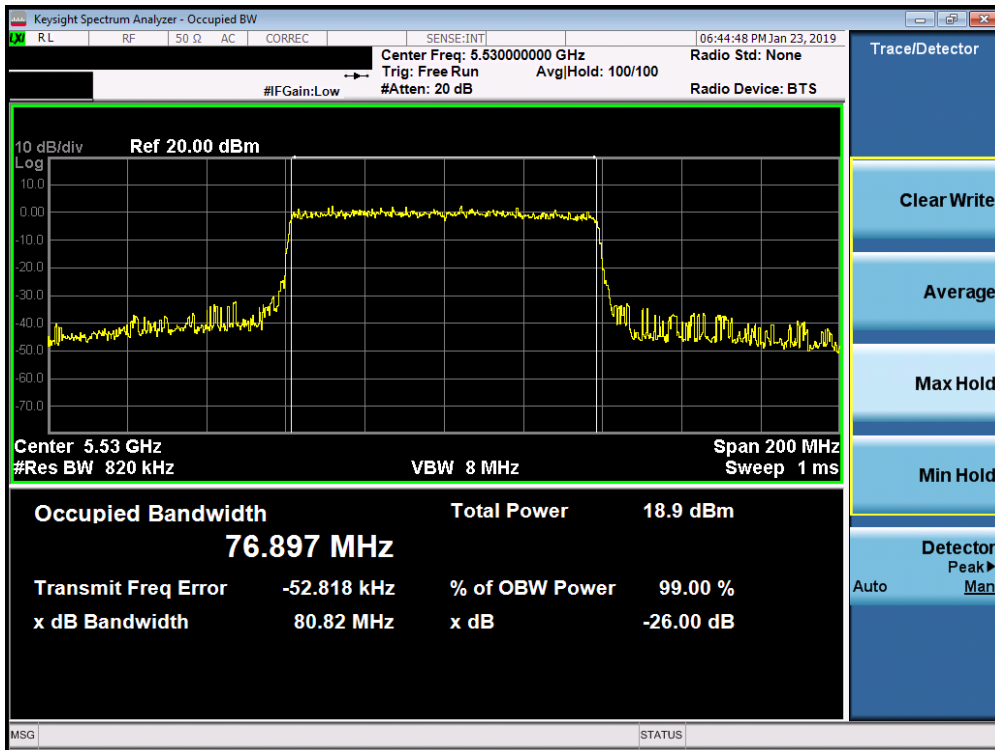 Keysight Spectrum Analyzer - Occupied BW
LXI RL RF 50 Ω AC CORREC SENSE:INT 06:44:48 PM Jan 23, 2019
Center Freq: 5.530000000 GHz Radio Std: None
Trig: Free Run Avg|Hold: 100/100
#IFGain:Low #Atten: 20 dB Radio Device: BTS
10 dB/div Ref 20.00 dBm
Log
10.0
0.00
-10.0
-20.0
-30.0
-40.0
-50.0
-60.0
-70.0
Center 5.53 GHz Span 200 MHz
#Res BW 820 kHz VBW 8 MHz Sweep 1 ms
Occupied Bandwidth Total Power 18.9 dBm
76.897 MHz
Transmit Freq Error -52.818 kHz % of OBW Power 99.00 %
x dB Bandwidth 80.82 MHz x dB -26.00 dB
MSG STATUS
Trace/Detector
Clear Write
Average
Max Hold
Min Hold
Detector
Peak▶
Auto Man